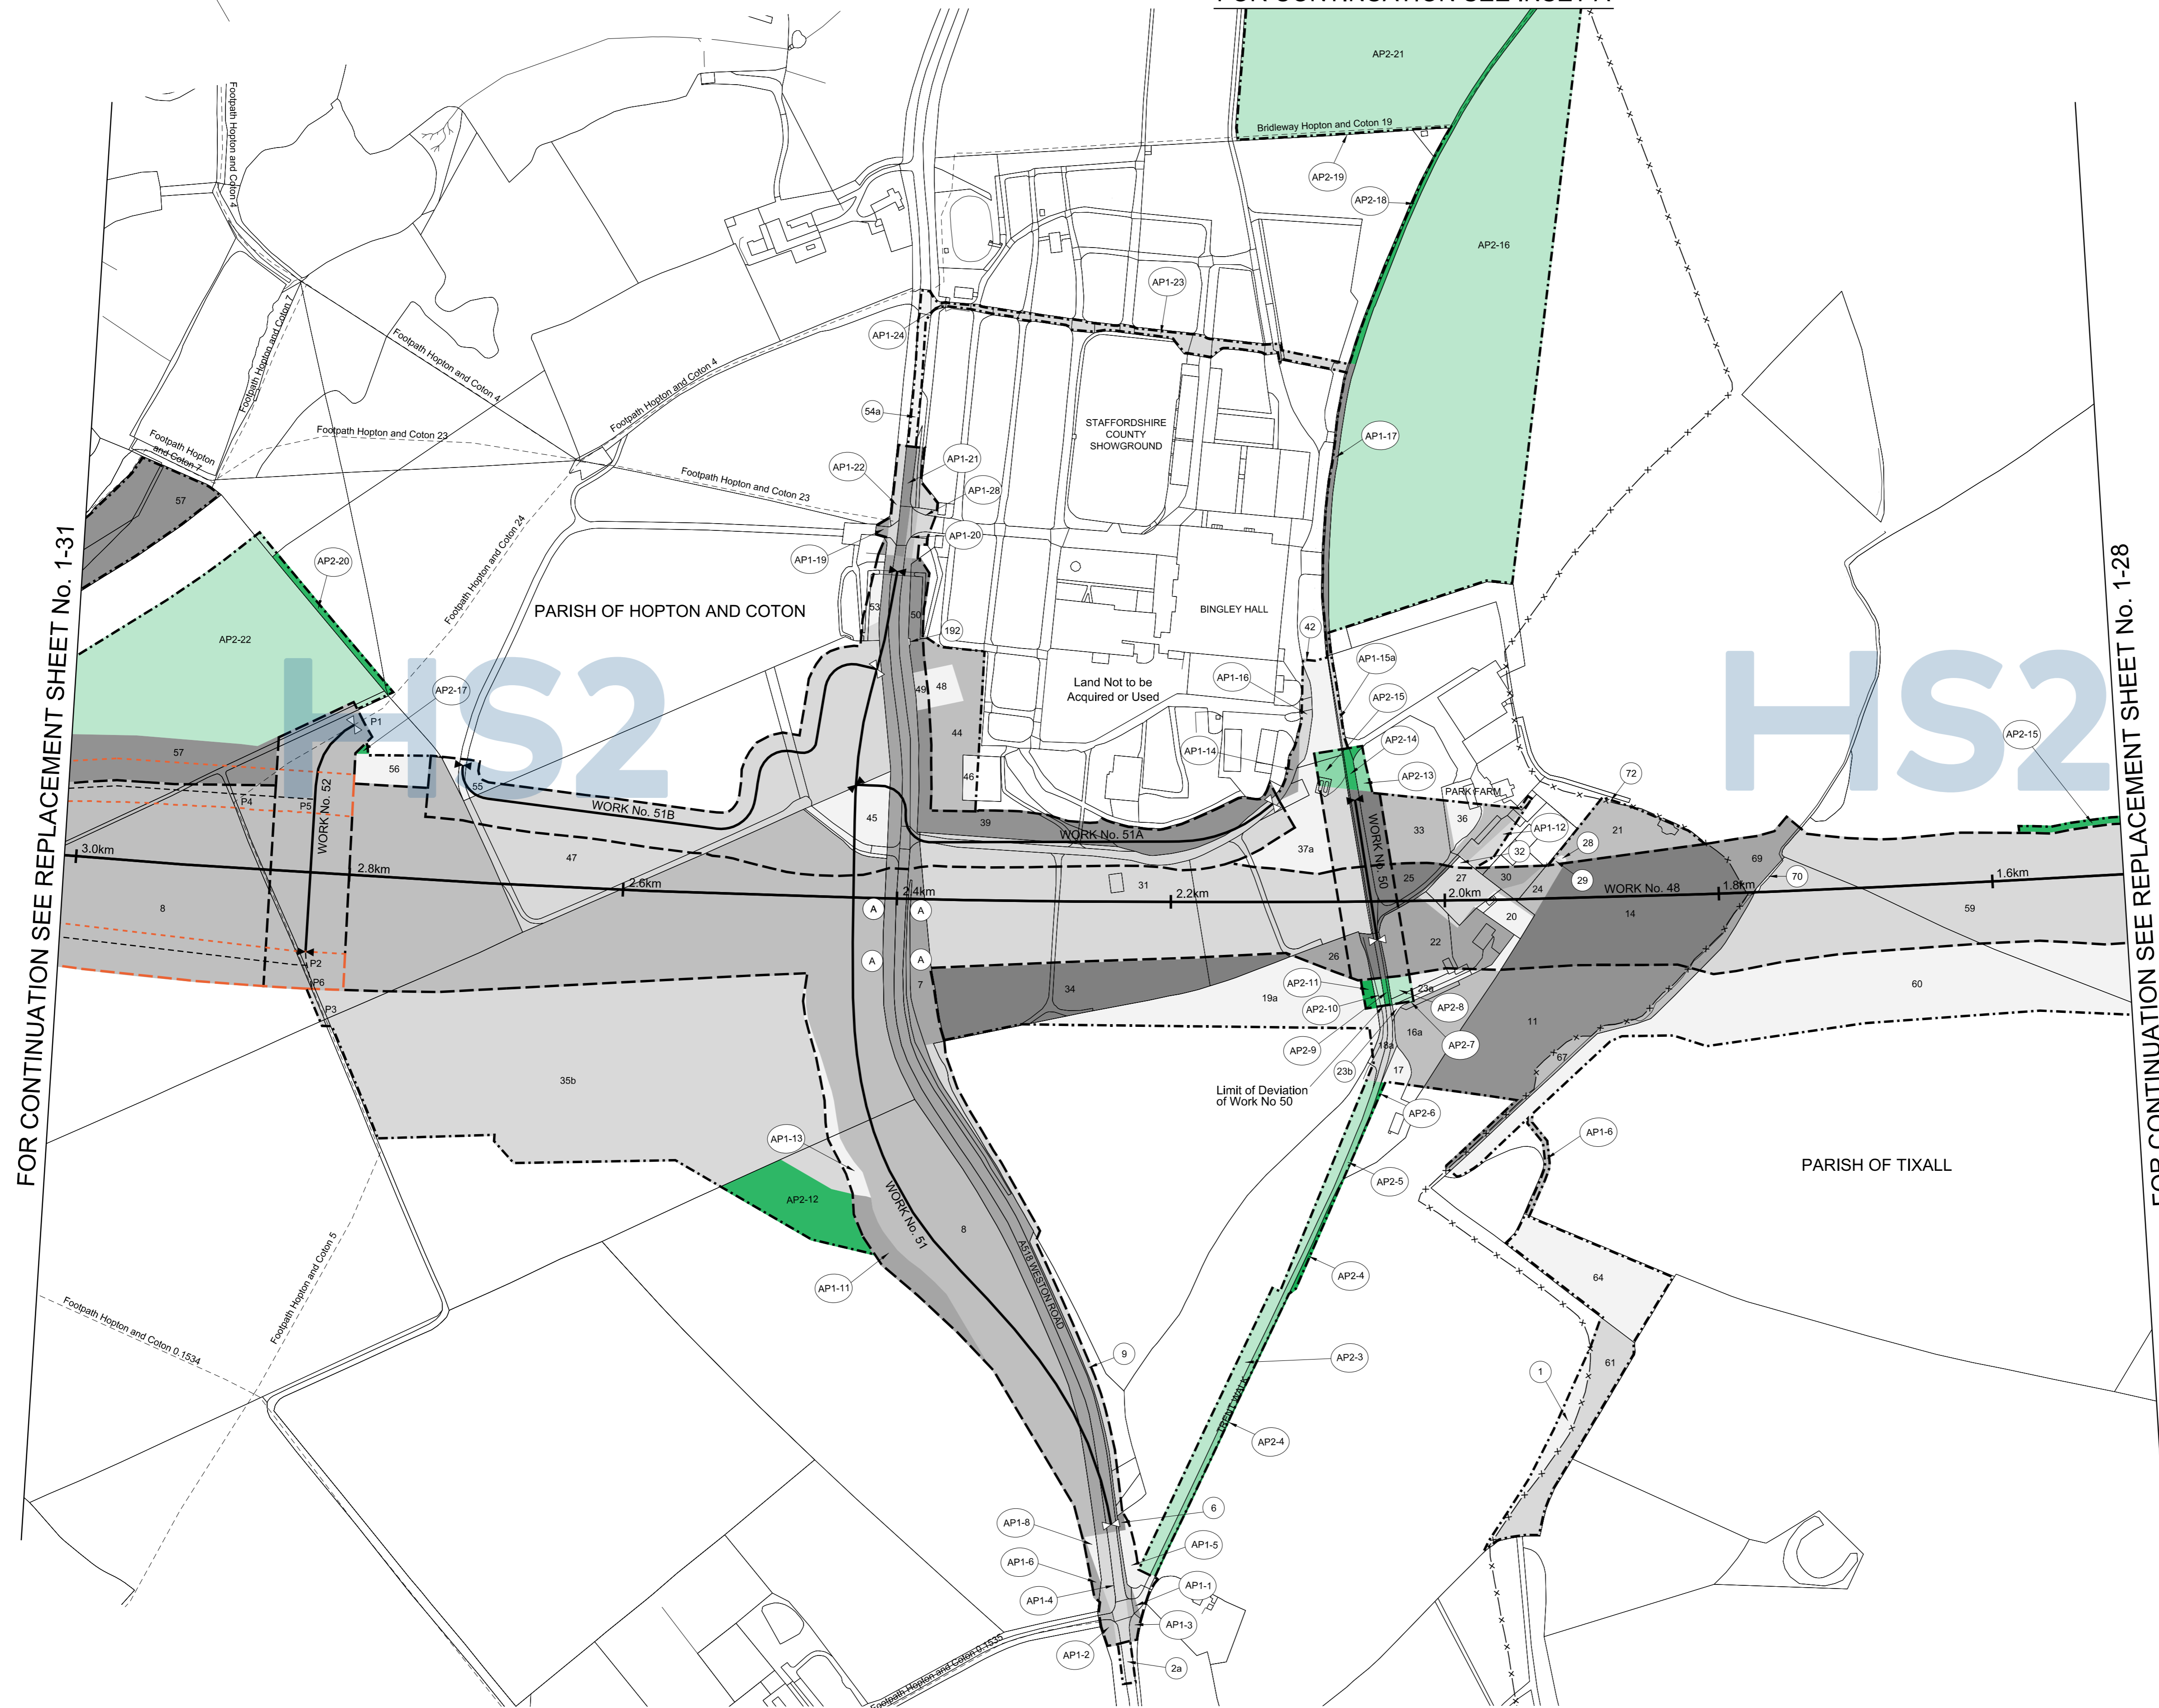 AP2-21
Bridleway Hopton and Coton 19
AP2-19
AP2-18
AP2-16
Footpath Hopton and Coton 4
Footpath Hopton and Coton 7
Footpath Hopton and Coton 4
Footpath Hopton and Coton 4
Footpath Hopton and Coton 23
Footpath Hopton
and Coton 7
Footpath Hopton and Coton 23
Footpath Hopton and Coton 24
AP1-23
AP1-24
54a
STAFFORDSHIRE
COUNTY
SHOWGROUND
AP1-17
AP1-22
AP1-21
AP1-28
AP1-20
AP1-19
57
AP2-20
AP2-22
PARISH OF HOPTON AND COTON
BINGLEY HALL
53
50
192
42
AP1-15a
AP1-16
AP2-15
AP2-14
AP2-13
AP1-14
Land Not to be
Acquired or Used
49
48
44
46
AP2-17
HS2
HS2
P1
57
56
55
P4
P5
WORK No. 52
WORK No. 51B
45
39
WORK No. 51A
37a
WORK No. 50
33
PARK FARM
36
AP1-12
72
21
28
32
29
27
30
24
25
20
22
AP2-15
69
70
3.0km
2.8km
2.6km
2.4km
2.2km
2.0km
1.8km
1.6km
WORK No. 48
47
31
8
A
A
A
A
7
34
26
19a
14
59
60
11
67
P2
P6
P3
35b
AP2-11
AP2-10
AP2-9
23b
23a
AP2-8
AP2-7
16a
18a
17
Limit of Deviation
of Work No 50
AP2-6
AP2-5
AP1-6
PARISH OF TIXALL
AP1-13
AP2-12
AP1-11
WORK No. 51
8
A518 WESTON ROAD
AP2-4
AP2-3
TRENT WALK
AP2-4
9
64
61
1
Footpath Hopton and Coton 5
Footpath Hopton and Coton 0.1534
6
AP1-8
AP1-5
AP1-6
AP1-1
AP1-4
AP1-3
AP1-2
2a
Footpath Hopton and Coton 0.1535
FOR CONTINUATION SEE REPLACEMENT SHEET No. 1-31
FOR CONTINUATION SEE REPLACEMENT SHEET No. 1-28